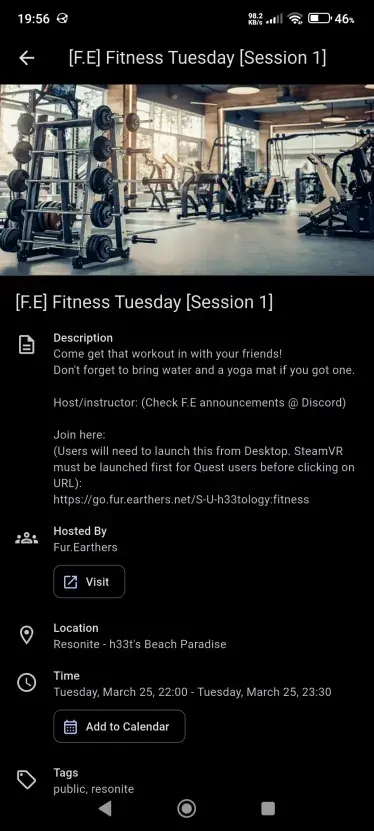 19:56
98.2
KB/s
46%
[F.E] Fitness Tuesday [Session 1]
[F.E] Fitness Tuesday [Session 1]
Description
Come get that workout in with your friends!
Don't forget to bring water and a yoga mat if you got one.
Host/instructor: (Check F.E announcements @ Discord)
Join here:
(Users will need to launch this from Desktop. SteamVR
must be launched first for Quest users before clicking on
URL):
https://go.fur.earthers.net/S-U-h33tology:fitness
Hosted By
Fur.Earthers
Visit
Location
Resonite - h33t's Beach Paradise
Time
Tuesday, March 25, 22:00 - Tuesday, March 25, 23:30
Add to Calendar
Tags
public, resonite